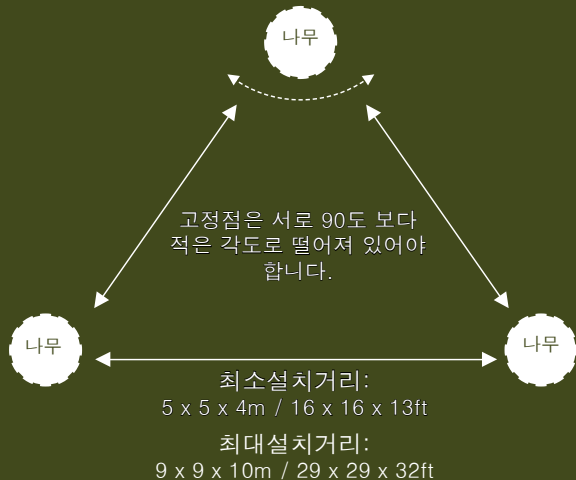 나무
고정점은 서로 90도 보다
적은 각도로 떨어져 있어야
합니다.
나무
나무
최소설치거리:
5 x 5 x 4m / 16 x 16 x 13ft
최대설치거리:
9 x 9 x 10m / 29 x 29 x 32ft